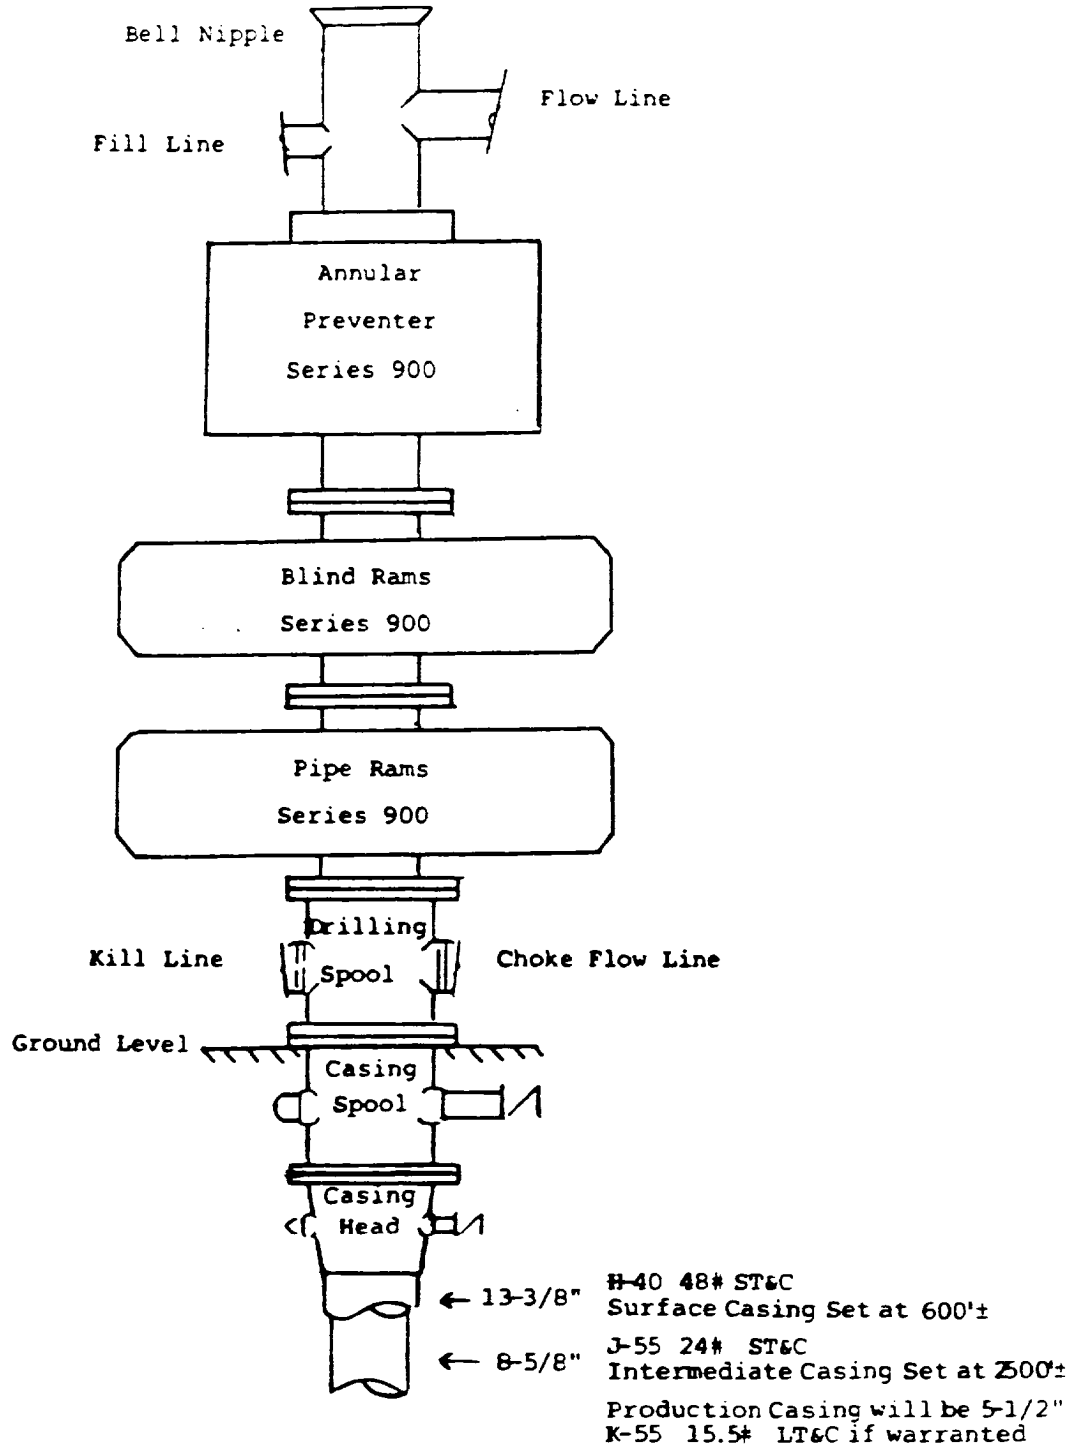 Bell Nipple
Flow Line
Fill Line
Annular
Preventer
Series 900
Blind Rams
Series 900
Pipe Rams
Series 900
Drilling
Kill Line
Spool
Choke Flow Line
Ground Level
Casing
Spool
Casing
Head
13-3/8" H-40 48# ST&C
Surface Casing Set at 600'±
J-55 24# ST&C
8-5/8" Intermediate Casing Set at 2500'±
Production Casing will be 5-1/2"
K-55 15.5# LT&C if warranted